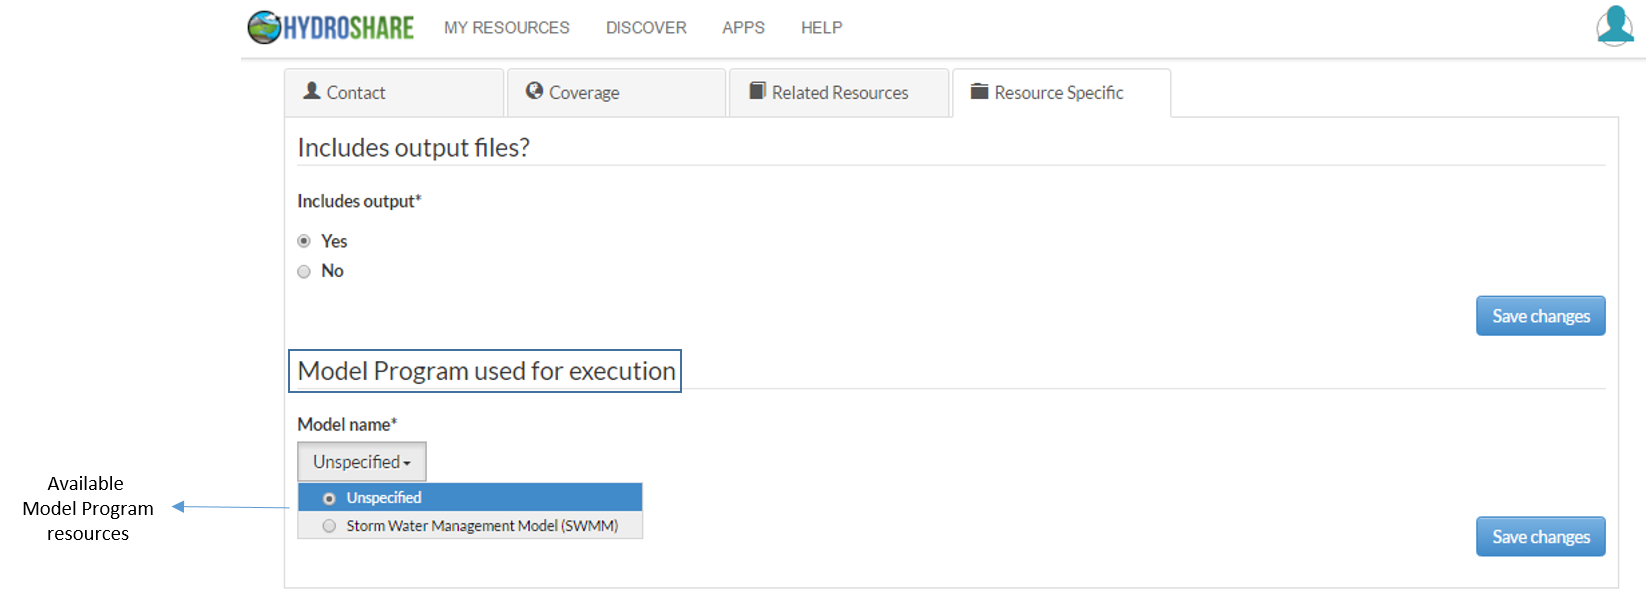 HYDROSHARE MY RESOURCES DISCOVER APPS HELP
Contact Coverage Related Resources Resource Specific
Includes output files?
Includes output*
Yes
No
Save changes
Model Program used for execution
Model name*
Unspecified
Unspecified
Storm Water Management Model (SWMM)
Save changes
Available
Model Program
resources